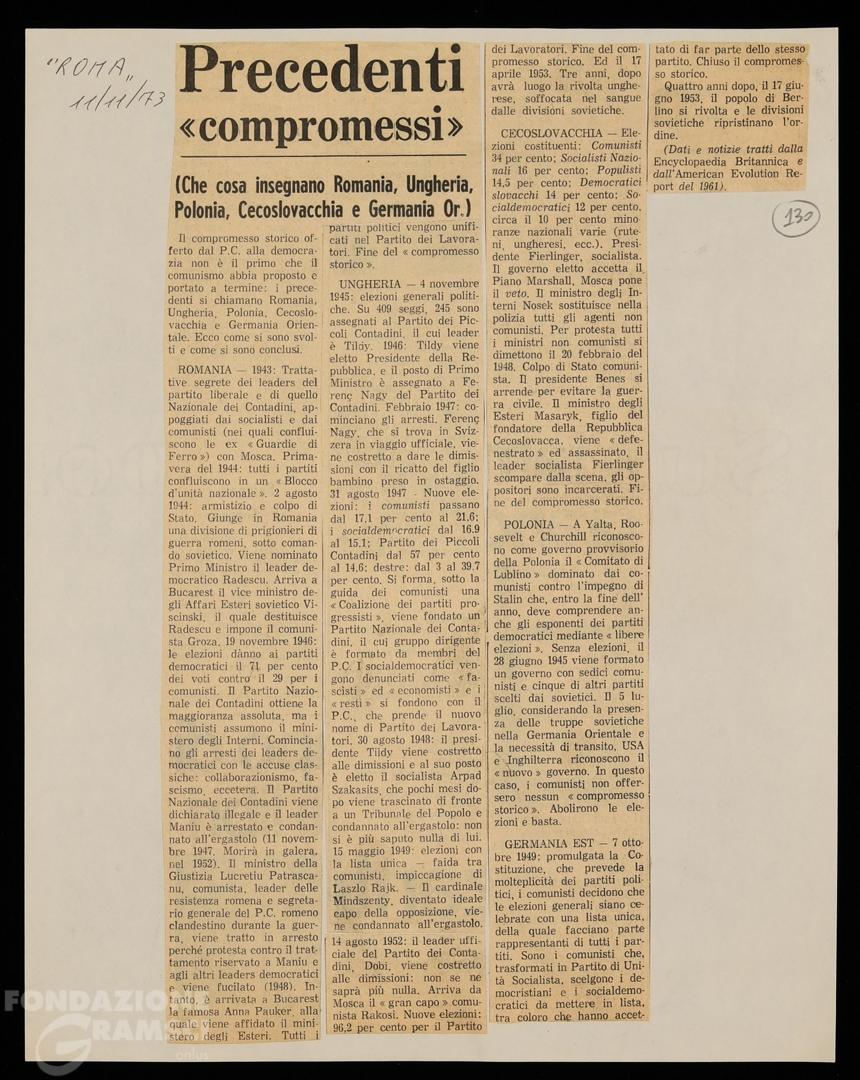 "ROMA"
11/11/73
Precedenti
«compromessi»
(Che cosa insegnano Romania, Ungheria,
Polonia, Cecoslovacchia e Germania Or.)
Il compromesso storico of-
ferto dal P.C. alla democra-
zia non è il primo che il
comunismo abbia proposto e
portato a termine: i prece-
denti si chiamano Romania,
Ungheria, Polonia, Cecoslo-
vacchia e Germania Orien-
tale. Ecco come si sono svol-
ti e come si sono conclusi.
ROMANIA — 1943: Tratta-
tive segrete dei leaders del
partito liberale e di quello
Nazionale dei Contadini, ap-
poggiati dai socialisti e dai
comunisti (nei quali conflui-
scono le ex «Guardie di
Ferro») con Mosca. Prima-
vera del 1944: tutti i partiti
confluiscono in un «Blocco
d'unità nazionale». 2 agosto
1944: armistizio e colpo di
Stato. Giunge in Romania
una divisione di prigionieri di
guerra romeni, sotto coman-
do sovietico. Viene nominato
Primo Ministro il leader de-
mocratico Radescu. Arriva a
Bucarest il vice ministro de-
gli Affari Esteri sovietico Vi-
scinski, il quale destituisce
Radescu e impone il comuni-
sta Groza. 19 novembre 1946:
le elezioni dànno ai partiti
democratici il 71 per cento
dei voti contro il 29 per i
comunisti. Il Partito Nazio-
nale dei Contadini ottiene la
maggioranza assoluta, ma i
comunisti assumono il mini-
stero degli Interni. Comincia-
no gli arresti dei leaders de-
mocratici con le accuse clas-
siche: collaborazionismo, fa-
scismo, eccetera. Il Partito
Nazionale dei Contadini viene
dichiarato illegale e il leader
Maniu è arrestato e condan-
nato all'ergastolo (11 novem-
bre 1947. Morirà in galera,
nel 1952). Il ministro della
Giustizia Lucretiu Patrasca-
nu, comunista, leader delle
resistenza romena e segreta-
rio generale del P.C. romeno
clandestino durante la guer-
ra, viene tratto in arresto
perché protesta contro il trat-
tamento riservato a Maniu e
agli altri leaders democratici
e viene fucilato (1948). In-
tanto, è arrivata a Bucarest
la famosa Anna Pauker, alla
quale viene affidato il mini-
stero degli Esteri. Tutti i
partiti politici vengono unifi-
cati nel Partito dei Lavora-
tori. Fine del «compromesso
storico».
UNGHERIA — 4 novembre
1945: elezioni generali politi-
che. Su 409 seggi, 245 sono
assegnati al Partito dei Pic-
coli Contadini, il cui leader
è Tildy. 1946: Tildy viene
eletto Presidente della Re-
pubblica, e il posto di Primo
Ministro è assegnato a Fe-
renç Nagy del Partito dei
Contadini. Febbraio 1947: co-
minciano gli arresti. Ferenç
Nagy, che si trova in Sviz-
zera in viaggio ufficiale, vie-
ne costretto a dare le dimis-
sioni con il ricatto del figlio
bambino preso in ostaggio.
31 agosto 1947 - Nuove ele-
zioni: i comunisti passano
dal 17,1 per cento al 21,6;
i socialdemocratici dal 16.9
al 15,1; Partito dei Piccoli
Contadini dal 57 per cento
al 14,6; destre: dal 3 al 39,7
per cento. Si forma, sotto la
guida dei comunisti una
«Coalizione dei partiti pro-
gressisti», viene fondato un
Partito Nazionale dei Conta-
dini, il cui gruppo dirigente
è formato da membri del
P.C. I socialdemocratici ven-
gono denunciati come «fa-
scisti» ed «economisti» e i
«resti» si fondono con il
P.C., che prende il nuovo
nome di Partito dei Lavora-
tori. 30 agosto 1948: il presi-
dente Tildy viene costretto
alle dimissioni e al suo posto
è eletto il socialista Arpad
Szakasits, che pochi mesi do-
po viene trascinato di fronte
a un Tribunale del Popolo e
condannato all'ergastolo: non
si è più saputo nulla di lui.
15 maggio 1949: elezioni con
la lista unica — faida tra
comunisti, impiccagione di
Laszlo Rajk. — Il cardinale
Mindszenty, diventato ideale
capo della opposizione, vie-
ne condannato all'ergastolo.
14 agosto 1952: il leader uffi-
ciale del Partito dei Conta-
dini, Dobi, viene costretto
alle dimissioni: non se ne
saprà più nulla. Arriva da
Mosca il «gran capo» comu-
nista Rakosi. Nuove elezioni:
96,2 per cento per il Partito
dei Lavoratori. Fine del com-
promesso storico. Ed il 17
aprile 1953. Tre anni, dopo
avrà luogo la rivolta unghe-
rese, soffocata nel sangue
dalle divisioni sovietiche.
CECOSLOVACCHIA — Ele-
zioni costituenti: Comunisti
34 per cento; Socialisti Nazio-
nali 16 per cento; Populisti
14,5 per cento; Democratici
slovacchi 14 per cento; So-
cialdemocratici 12 per cento,
circa il 10 per cento mino-
ranze nazionali varie (rute-
ni, ungheresi, ecc.). Presi-
dente Fierlinger, socialista.
Il governo eletto accetta il
Piano Marshall, Mosca pone
il veto. Il ministro degli In-
terni Nosek sostituisce nella
polizia tutti gli agenti non
comunisti. Per protesta tutti
i ministri non comunisti si
dimettono il 20 febbraio del
1948. Colpo di Stato comuni-
sta. Il presidente Benes si
arrende per evitare la guer-
ra civile. Il ministro degli
Esteri Masaryk, figlio del
fondatore della Repubblica
Cecoslovacca, viene «defe-
nestrato» ed assassinato, il
leader socialista Fierlinger
scompare dalla scena, gli op-
positori sono incarcerati. Fi-
ne del compromesso storico.
POLONIA — A Yalta, Roo-
sevelt e Churchill riconosco-
no come governo provvisorio
della Polonia il «Comitato di
Lublino» dominato dai co-
munisti contro l'impegno di
Stalin che, entro la fine dell'
anno, deve comprendere an-
che gli esponenti dei partiti
democratici mediante «libere
elezioni». Senza elezioni, il
28 giugno 1945 viene formato
un governo con sedici comu-
nisti e cinque di altri partiti
scelti dai sovietici. Il 5 lu-
glio, considerando la presen-
za delle truppe sovietiche
nella Germania Orientale e
la necessità di transito, USA
e Inghilterra riconoscono il
«nuovo» governo. In questo
caso, i comunisti non offer-
sero nessun «compromesso
storico». Abolirono le ele-
zioni e basta.
GERMANIA EST — 7 otto-
bre 1949: promulgata la Co-
stituzione, che prevede la
molteplicità dei partiti poli-
tici, i comunisti decidono che
le elezioni generali siano ce-
lebrate con una lista unica,
della quale facciano parte
rappresentanti di tutti i par-
titi. Sono i comunisti che,
trasformati in Partito di Uni-
tà Socialista, scelgono i de-
mocristiani e i socialdemo-
cratici da mettere in lista,
tra coloro che hanno accet-
tato di far parte dello stesso
partito. Chiuso il compromes-
so storico.
Quattro anni dopo, il 17 giu-
gno 1953, il popolo di Ber-
lino si rivolta e le divisioni
sovietiche ripristinano l'or-
dine.
(Dati e notizie tratti dalla
Encyclopaedia Britannica e
dall'American Evolution Re-
port del 1961).
130
FONDAZIONE
GRAMSCI
onlus